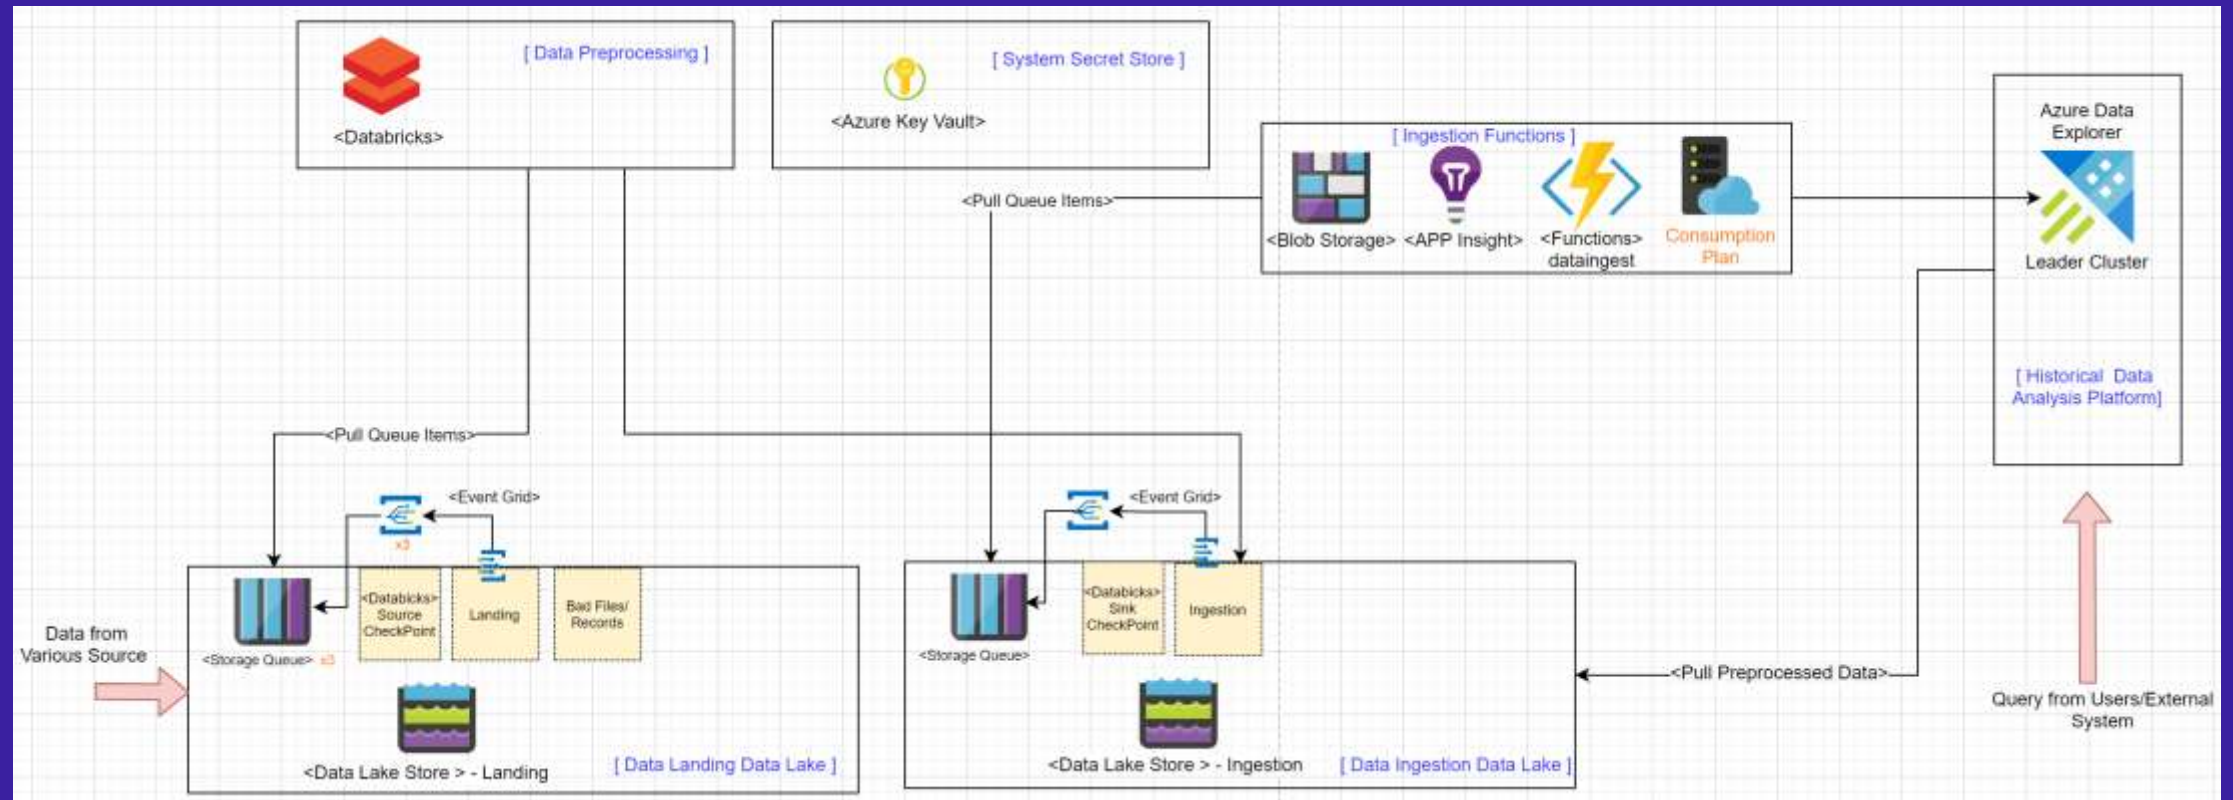 [ Data Preprocessing ]
<Databricks>
[ System Secret Store ]
<Azure Key Vault>
[ Ingestion Functions ]
<Blob Storage>
<APP Insight>
<Functions>
dataingest
Consumption
Plan
Azure Data
Explorer
Leader Cluster
[ Historical Data
Analysis Platform]
<Pull Queue Items>
<Pull Queue Items>
<Event Grid>
x3
<Event Grid>
Data from
Various Source
<Storage Queue> x3
<Databicks>
Source
CheckPoint
Landing
Bad Files/
Records
<Data Lake Store > - Landing
[ Data Landing Data Lake ]
<Storage Queue>
<Databicks>
Sink
CheckPoint
Ingestion
<Data Lake Store > - Ingestion
[ Data Ingestion Data Lake ]
<Pull Preprocessed Data>
Query from Users/External
System